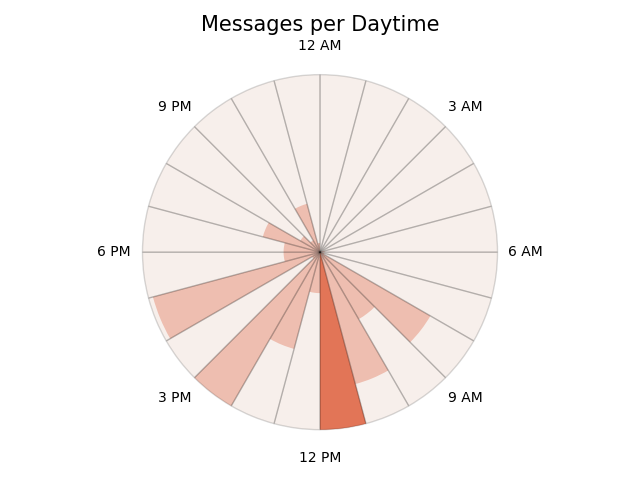 Messages per Daytime
12 AM
9 PM
3 AM
6 PM
6 AM
3 PM
9 AM
12 PM